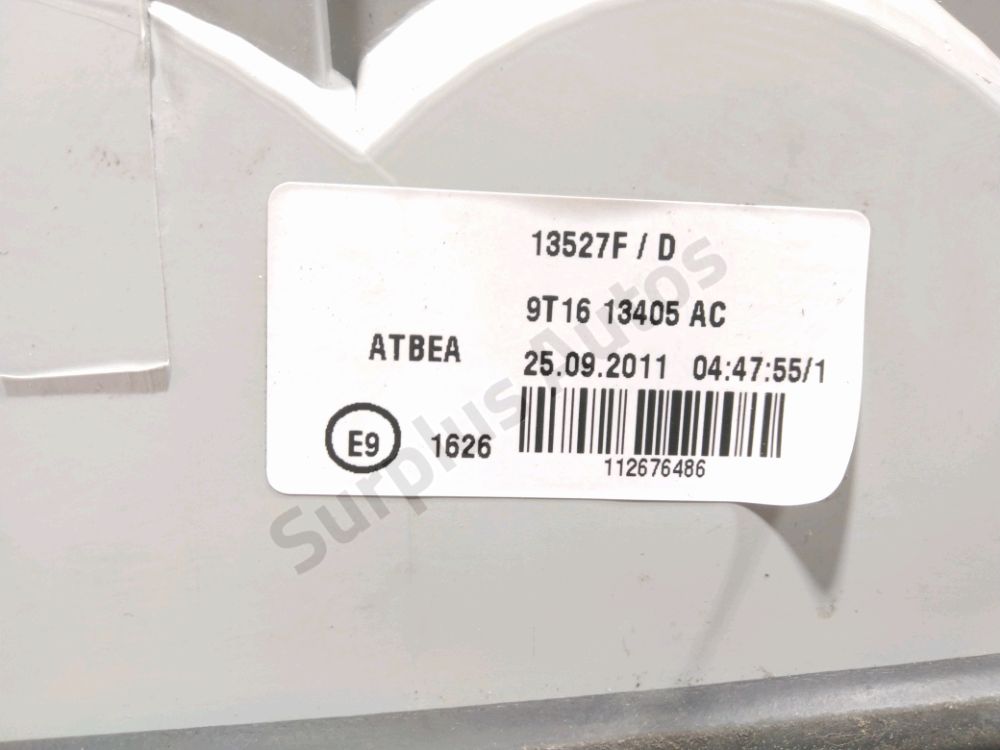 13527F / D
9T16 13405 AC
ATBEA
25.09.2011 04:47:55/1
E9
1626
112676486
Surplus Autos